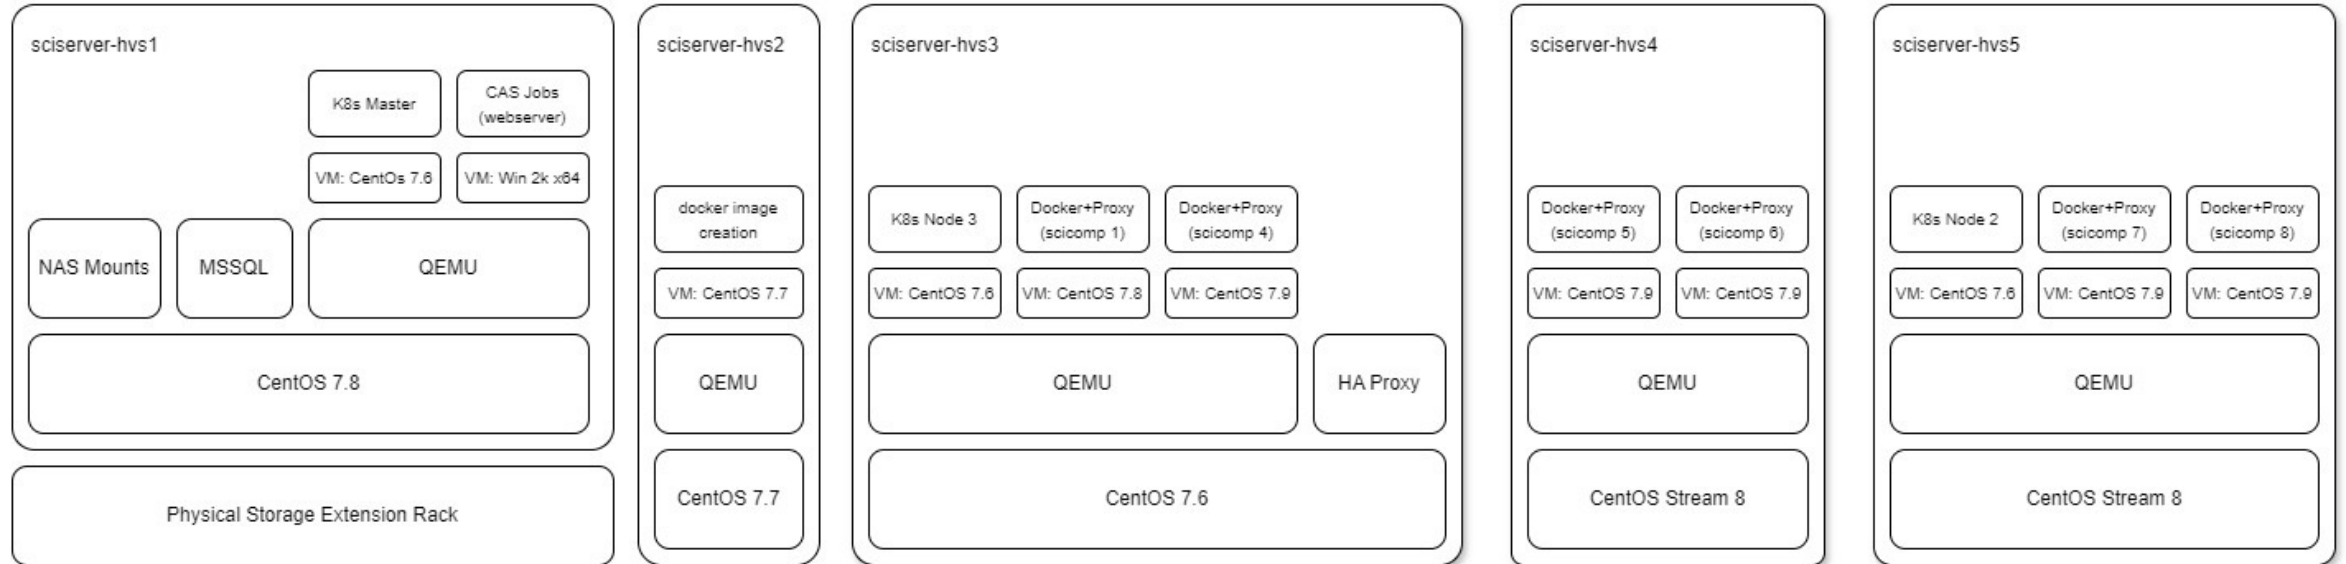 sciserver-hvs1
K8s Master
CAS Jobs
(webserver)
VM: CentOs 7.6
VM: Win 2k x64
NAS Mounts
MSSQL
QEMU
CentOS 7.8
Physical Storage Extension Rack
sciserver-hvs2
docker image
creation
VM: CentOS 7.7
QEMU
CentOS 7.7
sciserver-hvs3
K8s Node 3
Docker+Proxy
(scicomp 1)
Docker+Proxy
(scicomp 4)
VM: CentOS 7.6
VM: CentOS 7.8
VM: CentOS 7.9
QEMU
HA Proxy
CentOS 7.6
sciserver-hvs4
Docker+Proxy
(scicomp 5)
Docker+Proxy
(scicomp 6)
VM: CentOS 7.9
VM: CentOS 7.9
QEMU
CentOS Stream 8
sciserver-hvs5
K8s Node 2
Docker+Proxy
(scicomp 7)
Docker+Proxy
(scicomp 8)
VM: CentOS 7.6
VM: CentOS 7.9
VM: CentOS 7.9
QEMU
CentOS Stream 8